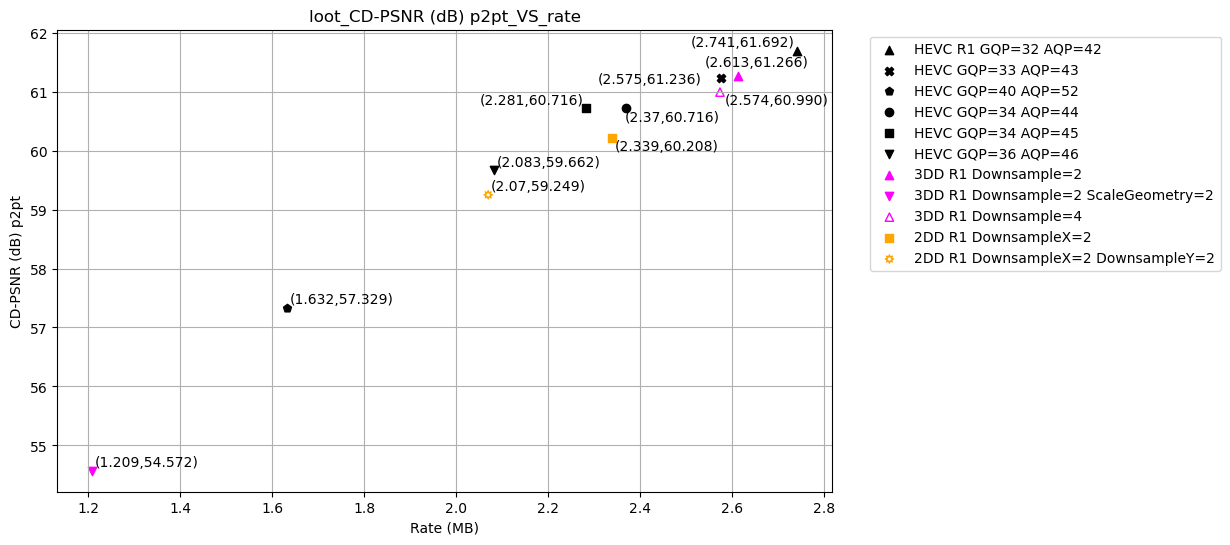 loot_CD-PSNR (dB) p2pt_VS_rate
62
61
60
59
58
57
56
55
CD-PSNR (dB) p2pt
(2.741,61.692)
(2.613,61.266)
(2.575,61.236)
(2.281,60.716)
(2.574,60.990)
(2.37,60.716)
(2.339,60.208)
(2.083,59.662)
(2.07,59.249)
(1.632,57.329)
(1.209,54.572)
1.2
1.4
1.6
1.8
2.0
2.2
2.4
2.6
2.8
Rate (MB)
HEVC R1 GQP=32 AQP=42
HEVC GQP=33 AQP=43
HEVC GQP=40 AQP=52
HEVC GQP=34 AQP=44
HEVC GQP=34 AQP=45
HEVC GQP=36 AQP=46
3DD R1 Downsample=2
3DD R1 Downsample=2 ScaleGeometry=2
3DD R1 Downsample=4
2DD R1 DownsampleX=2
2DD R1 DownsampleX=2 DownsampleY=2